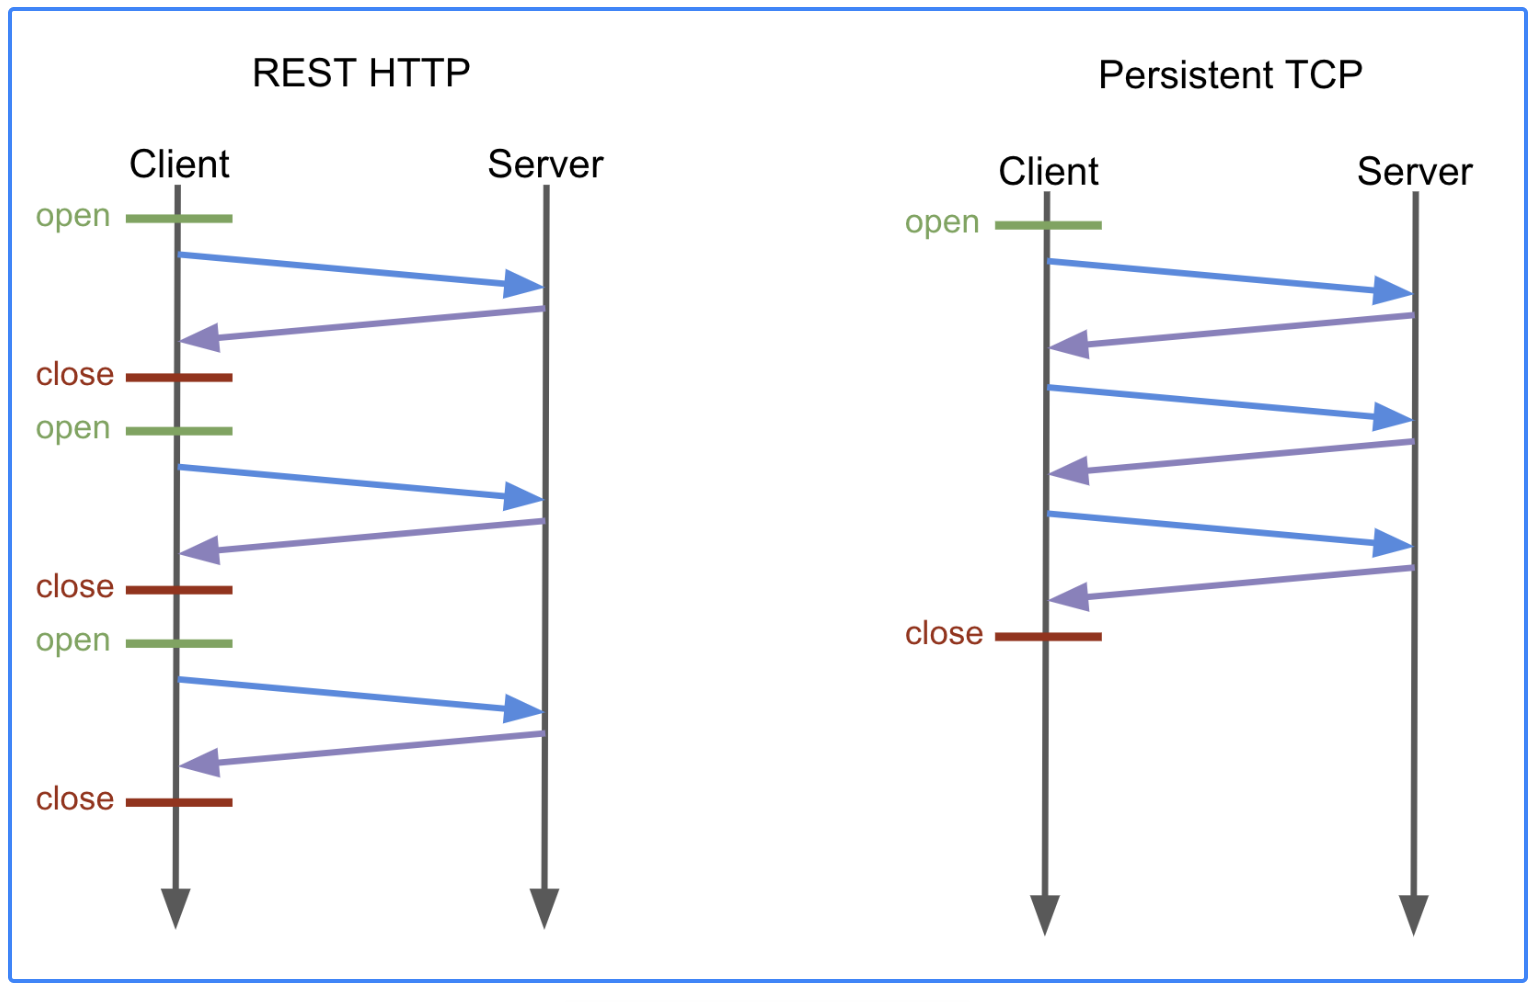 REST HTTP
Client
Server
open
close
open
close
open
close
Persistent TCP
Client
Server
open
close